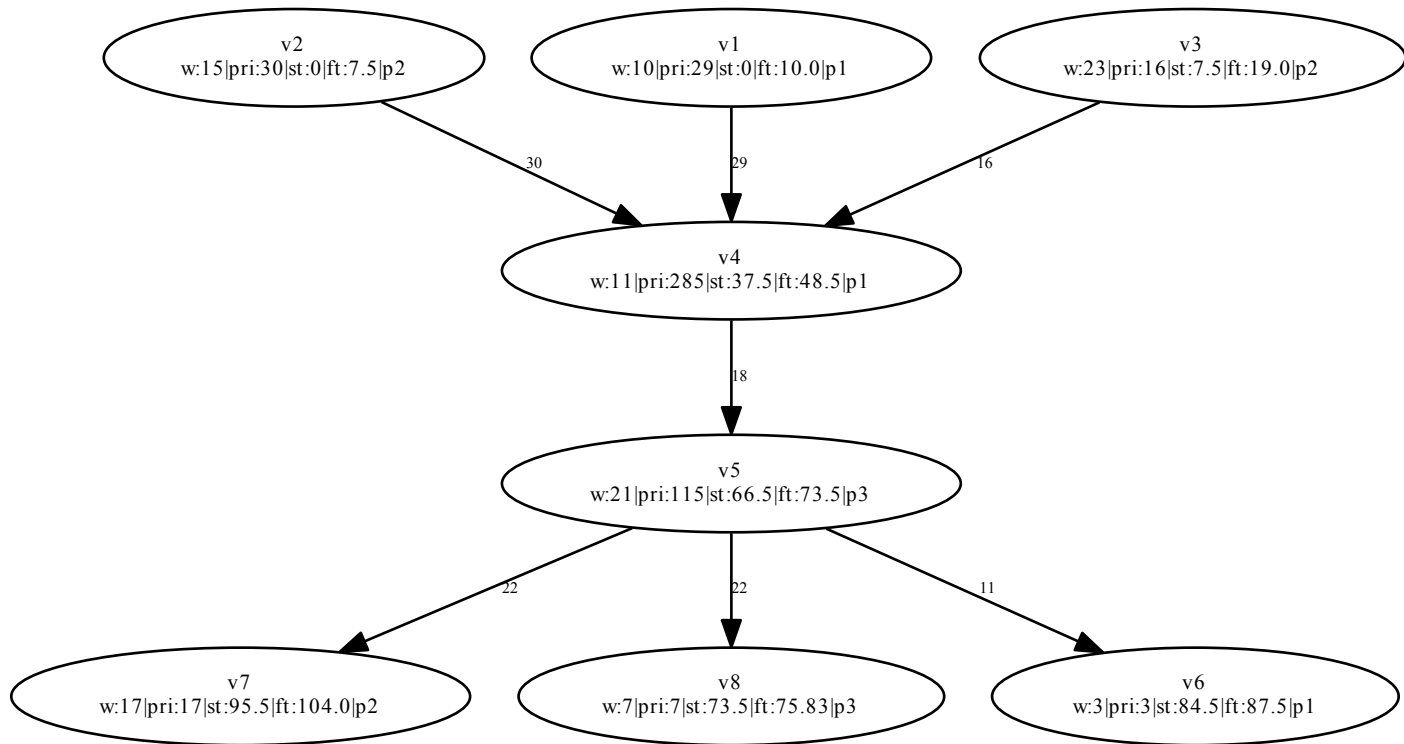 v2
w:15|pri:30|st:0|ft:7.5|p2
v1
w:10|pri:29|st:0|ft:10.0|p1
v3
w:23|pri:16|st:7.5|ft:19.0|p2
30
29
16
v4
w:11|pri:285|st:37.5|ft:48.5|p1
18
v5
w:21|pri:115|st:66.5|ft:73.5|p3
22
22
11
v7
w:17|pri:17|st:95.5|ft:104.0|p2
v8
w:7|pri:7|st:73.5|ft:75.83|p3
v6
w:3|pri:3|st:84.5|ft:87.5|p1